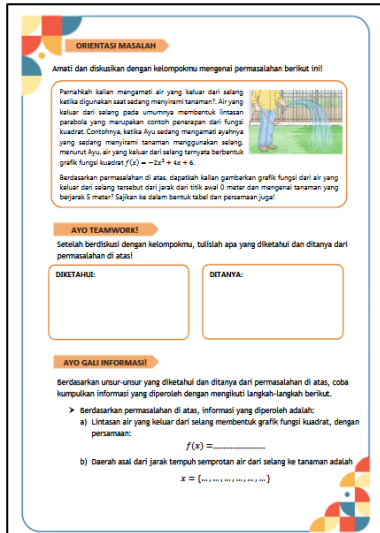 ORIENTASI MASALAH
Amati dan diskusikan dengan kelompokmu mengenai permasalahan berikut ini!
Pernahkah kalian mengamati air yang keluar dari selang
ketika digunakan saat sedang menyirami tanaman?. Air yang
keluar dari selang pada umumnya membentuk lintasan
parabola yang merupakan contoh penerapan dari fungsi
kuadrat. Contohnya, ketika Ayu sedang mengamati ayahnya
yang sedang menyirami tanaman menggunakan selang,
menurut Ayu, air yang keluar dari selang ternyata berbentuk
grafik fungsi kuadrat f(x) = −2x² + 4x + 6.
Berdasarkan permasalahan di atas, dapatkah kalian gambarkan grafik fungsi dari air yang
keluar dari selang tersebut dari jarak dari titik awal 0 meter dan mengenai tanaman yang
berjarak 5 meter? Sajikan ke dalam bentuk tabel dan persamaan juga!
AYO TEAMWORK!
Setelah berdiskusi dengan kelompokmu, tulislah apa yang diketahui dan ditanya dari
permasalahan di atas!
DIKETAHUI:
DITANYA:
AYO GALI INFORMASI!
Berdasarkan unsur-unsur yang diketahui dan ditanya dari permasalahan di atas, coba
kumpulkan informasi yang diperoleh dengan mengikuti langkah-langkah berikut.
➤ Berdasarkan permasalahan di atas, informasi yang diperoleh adalah:
a) Lintasan air yang keluar dari selang membentuk grafik fungsi kuadrat, dengan
persamaan:
f(x) =........................
b) Daerah asal dari jarak tempuh semprotan air dari selang ke tanaman adalah
x = {... , ... , ... , ... , ... , ...}